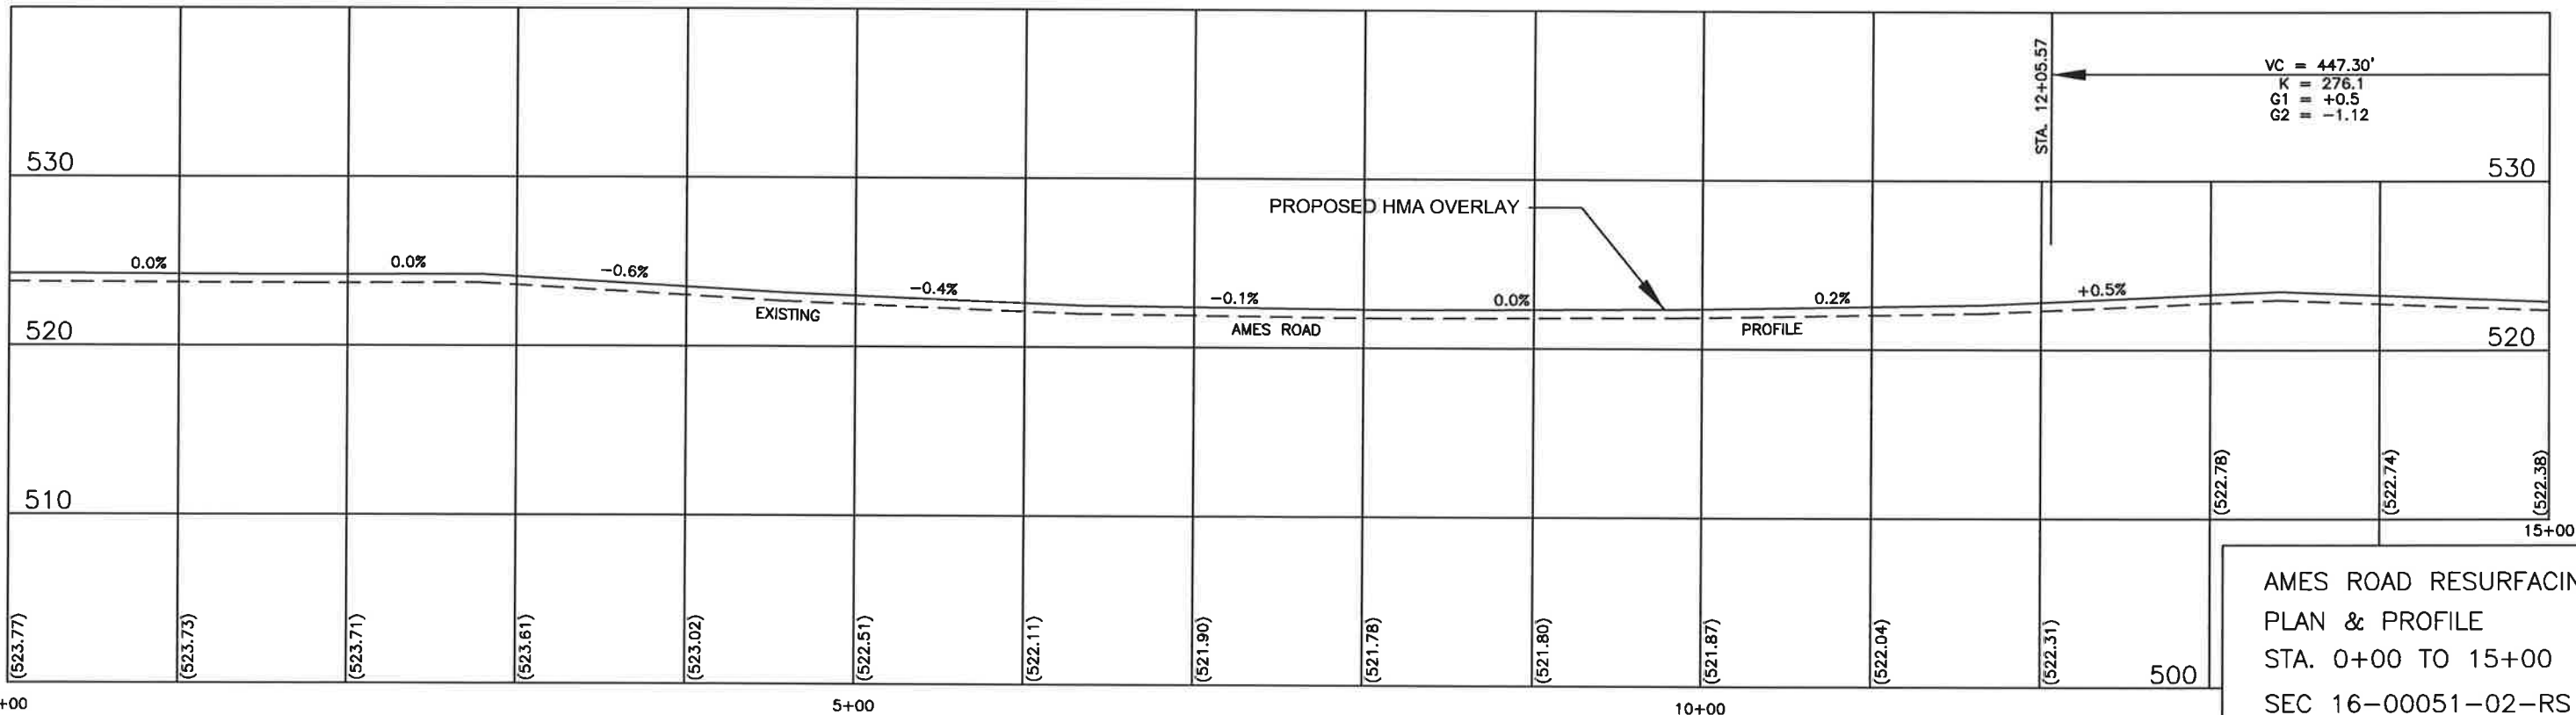 STA. 12+05.57
VC = 447.30'
K = 276.1
G1 = +0.5
G2 = -1.12
530
530
PROPOSED HMA OVERLAY
0.0%
0.0%
-0.6%
-0.4%
-0.1%
0.0%
0.2%
+0.5%
EXISTING
AMES ROAD
PROFILE
520
520
510
(522.78)
(522.74)
(522.38)
15+00
(523.77)
(523.73)
(523.71)
(523.61)
(523.02)
(522.51)
(522.11)
(521.90)
(521.78)
(521.80)
(521.87)
(522.04)
(522.31)
500
+00
5+00
10+00
AMES ROAD RESURFACIN
PLAN & PROFILE
STA. 0+00 TO 15+00
SEC 16-00051-02-RS